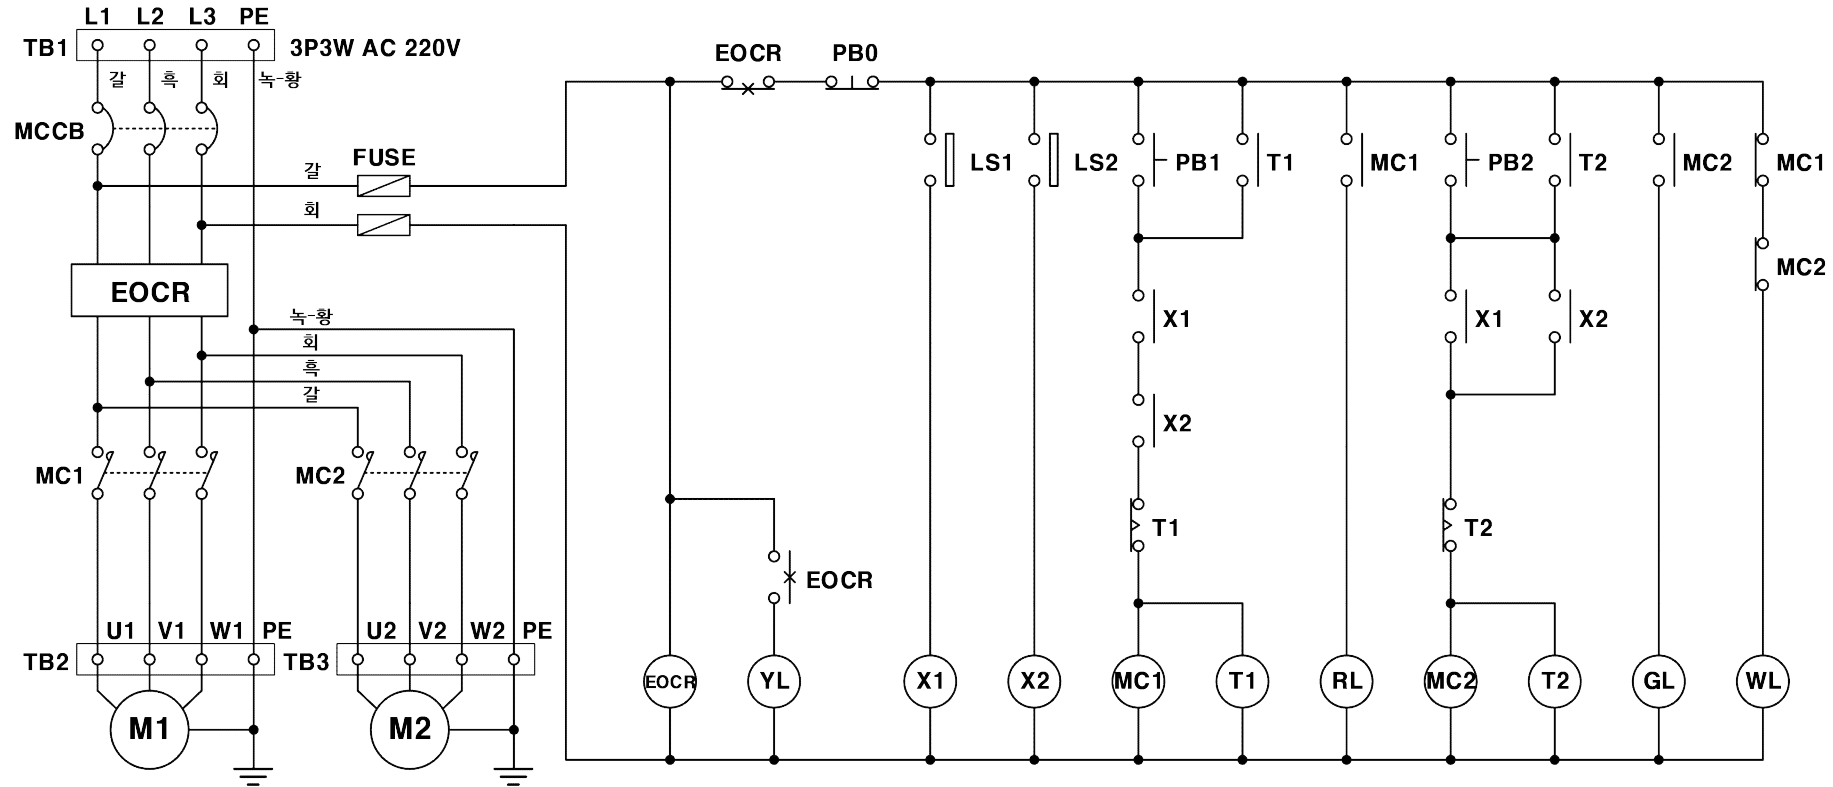 L1 L2 L3 PE
TB1 3P3W AC 220V
갈 흑 회 녹-황
EOCR PB0
MCCB
갈 FUSE
회
LS1 LS2 PB1 T1 MC1 PB2 T2 MC2 MC1
MC2
EOCR
녹-황
회
흑
갈
X1 X1 X2
X2
MC1 MC2
T1 T2
EOCR
U1 V1 W1 PE U2 V2 W2 PE
TB2 TB3
EOCR YL X1 X2 MC1 T1 RL MC2 T2 GL WL
M1 M2